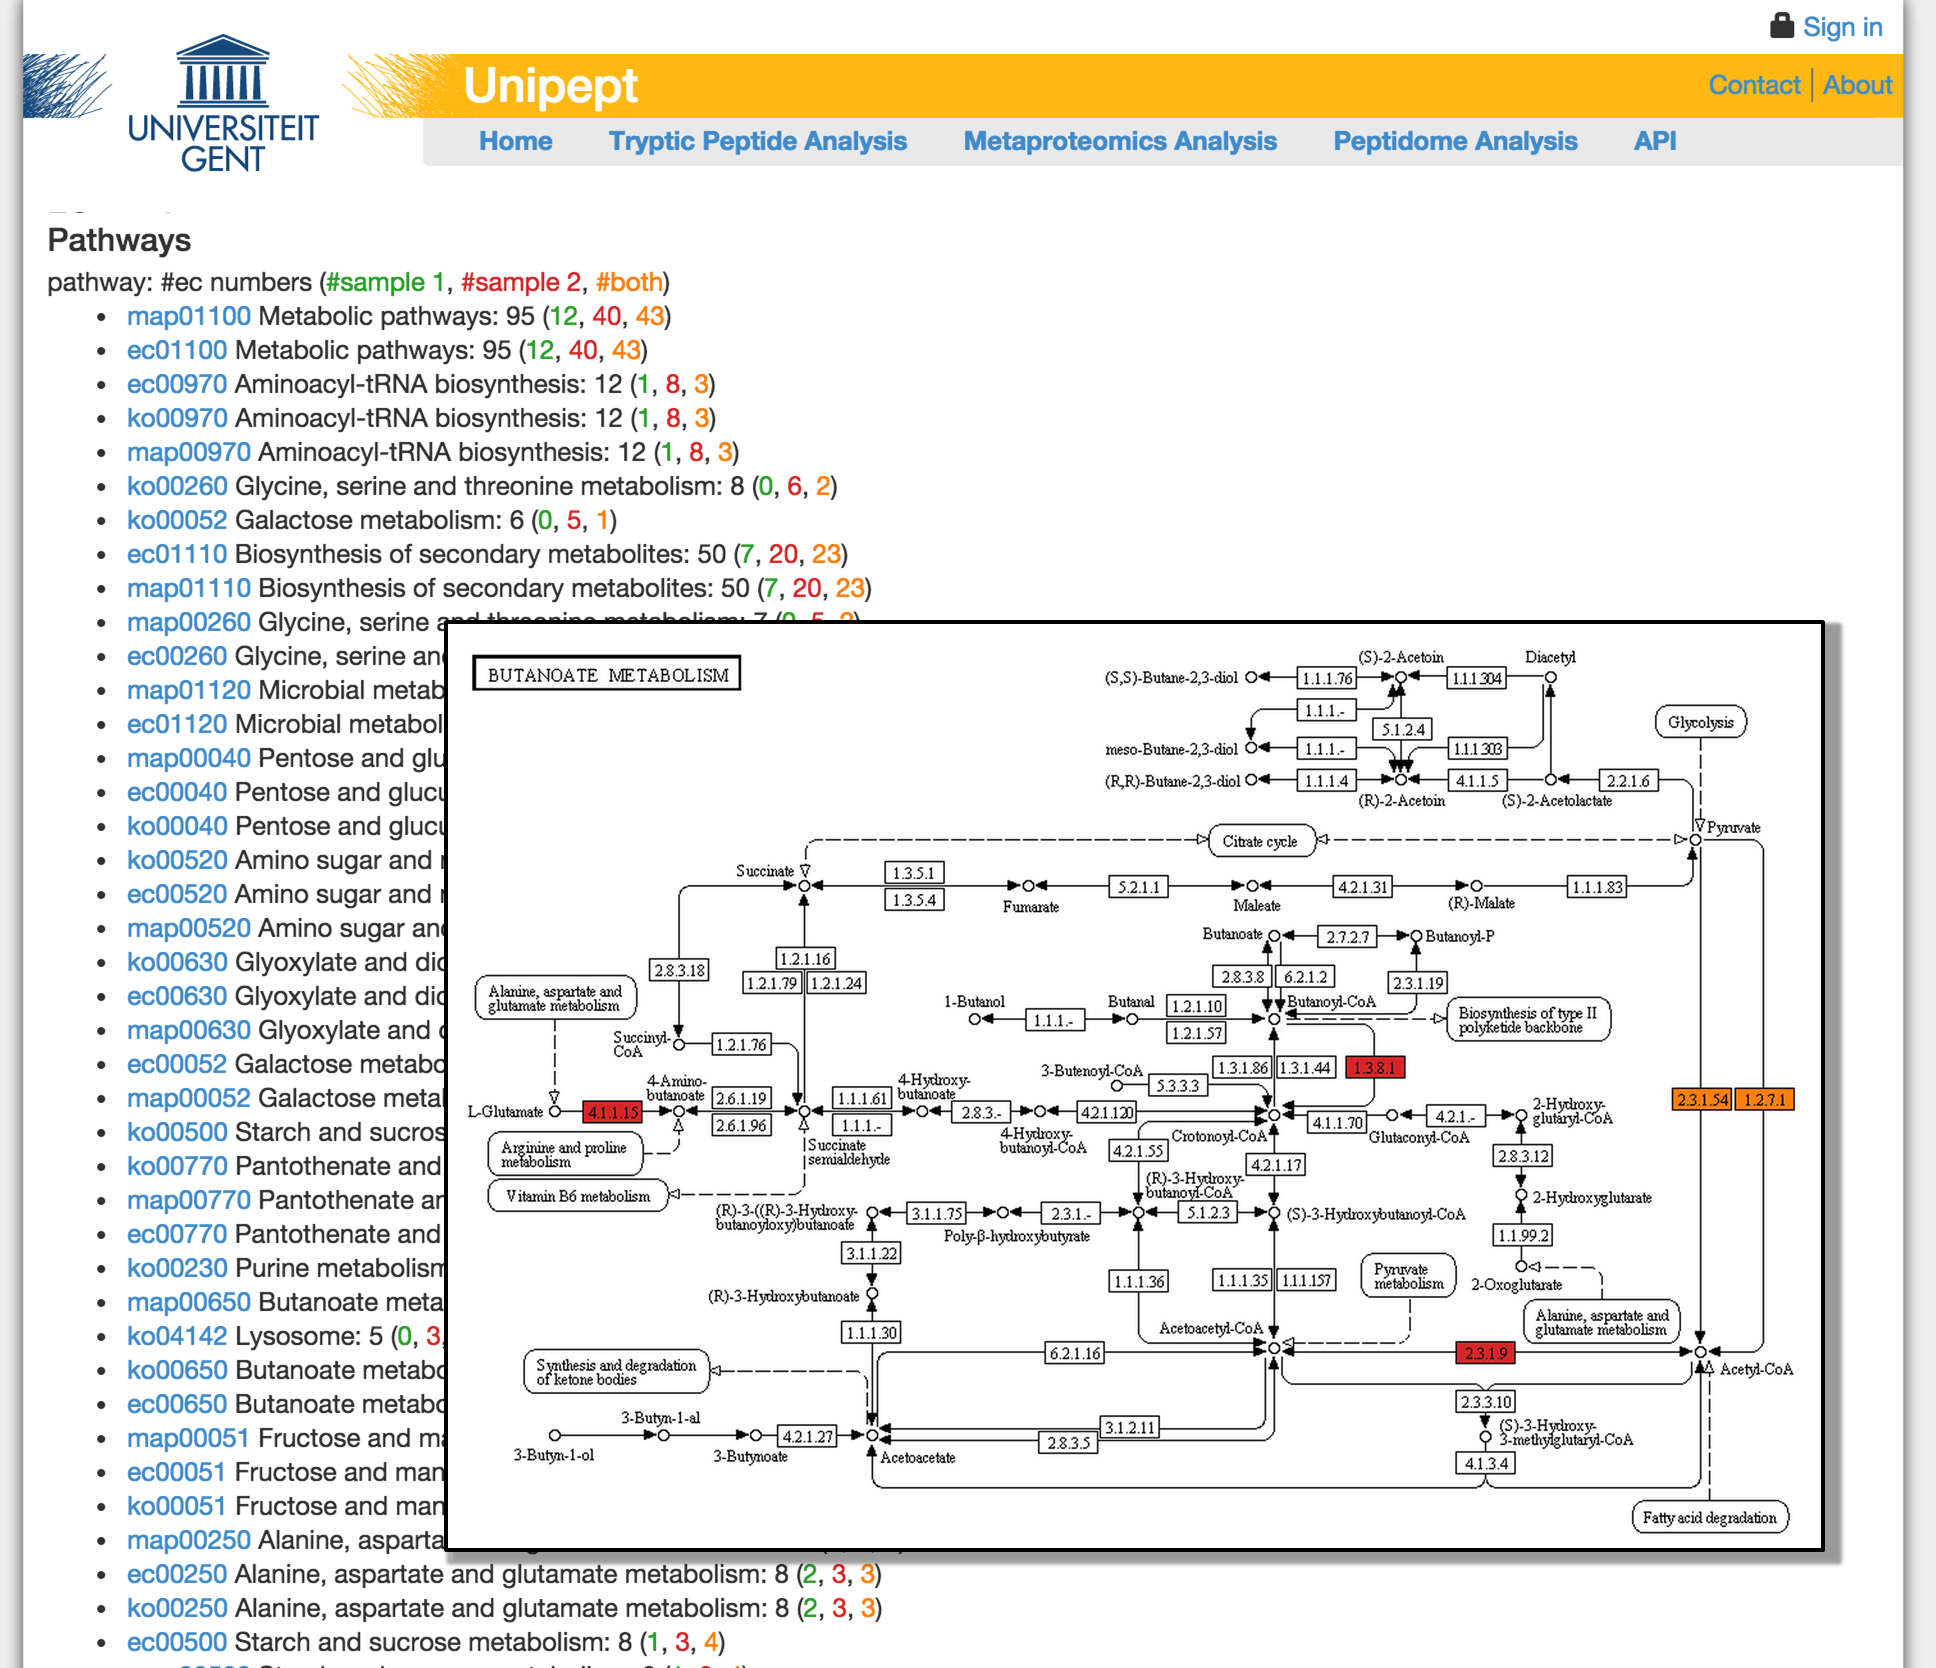 Sign in
UNIVERSITEIT
GENT
Unipept
Contact | About
Home Tryptic Peptide Analysis Metaproteomics Analysis Peptidome Analysis API
Pathways
pathway: #ec numbers (#sample 1, #sample 2, #both)
map01100 Metabolic pathways: 95 (12, 40, 43)
ec01100 Metabolic pathways: 95 (12, 40, 43)
ec00970 Aminoacyl-tRNA biosynthesis: 12 (1, 8, 3)
ko00970 Aminoacyl-tRNA biosynthesis: 12 (1, 8, 3)
map00970 Aminoacyl-tRNA biosynthesis: 12 (1, 8, 3)
ko00260 Glycine, serine and threonine metabolism: 8 (0, 6, 2)
ko00052 Galactose metabolism: 6 (0, 5, 1)
ec01110 Biosynthesis of secondary metabolites: 50 (7, 20, 23)
map01110 Biosynthesis of secondary metabolites: 50 (7, 20, 23)
map00260 Glycine, serine and threonine metabolism: 7 (0, 5, 2)
ec00260 Glycine, serine an
map01120 Microbial metab
ec01120 Microbial metabol
map00040 Pentose and glu
ec00040 Pentose and gluc
ko00040 Pentose and gluc
ko00520 Amino sugar and
ec00520 Amino sugar and
map00520 Amino sugar an
ko00630 Glyoxylate and dic
ec00630 Glyoxylate and dic
map00630 Glyoxylate and
ec00052 Galactose metabo
map00052 Galactose metal
ko00500 Starch and sucros
ko00770 Pantothenate and
map00770 Pantothenate ar
ec00770 Pantothenate and
ko00230 Purine metabolism
map00650 Butanoate meta
ko04142 Lysosome: 5 (0, 3,
ko00650 Butanoate metabo
ec00650 Butanoate metabo
map00051 Fructose and ma
ec00051 Fructose and man
ko00051 Fructose and man
map00250 Alanine, asparta
ec00250 Alanine, aspartate and glutamate metabolism: 8 (2, 3, 3)
ko00250 Alanine, aspartate and glutamate metabolism: 8 (2, 3, 3)
ec00500 Starch and sucrose metabolism: 8 (1, 3, 4)
BUTANOATE METABOLISM
(S)-2-Acetoin Diacetyl
(S,S)-Butane-2,3-diol 1.1.1.76 1.1.1.304
1.1.1.-
5.1.2.4
Glycolysis
meso-Butane-2,3-diol 1.1.1.- 1.1.1.303
(R,R)-Butane-2,3-diol 1.1.1.4 4.1.1.5 2.2.1.6
(R)-2-Acetoin (S)-2-Acetolactate
Pyruvate
Citrate cycle
Succinate 1.3.5.1
5.2.1.1 4.2.1.31 1.1.1.83
1.3.5.4 Fumarate Maleate (R)-Malate
Butanoate 2.7.2.7 Butanoyl-P
1.2.1.16
2.8.3.18 1.2.1.79 1.2.1.24 2.8.3.8 6.2.1.2 2.3.1.19
Alanine, aspartate and
glutamate metabolism
1-Butanol Butanal 1.2.1.10 Butanoyl-CoA
1.1.1.- 1.2.1.57
Biosynthesis of type II
polyketide backbone
Succinyl-
CoA
1.2.1.76
3-Butenoyl-CoA 1.3.1.86 1.3.1.44 1.3.8.1
5.3.3.3
4-Amino-
butanoate
4-Hydroxy-
butanoate
2.3.1.54 1.2.7.1
L-Glutamate 4.1.1.15 2.6.1.19 1.1.1.61 2.8.3.- 4.2.1.120
2.6.1.96 1.1.1.-
4.1.1.70 4.2.1.-
2-Hydroxy-
glutaryl-CoA
4-Hydroxy-
butanoyl-CoA
Crotonoyl-CoA Glutaconyl-CoA
Arginine and proline
metabolism
Succinate
semialdehyde
4.2.1.55 4.2.1.17 2.8.3.12
Vitamin B6 metabolism
(R)-3-Hydroxy-
butanoyl-CoA
2-Hydroxyglutarate
(R)-3-((R)-3-Hydroxy-
butanoyloxy)butanoate
3.1.1.75 2.3.1.- 5.1.2.3 (S)-3-Hydroxybutanoyl-CoA
Poly-β-hydroxybutyrate
1.1.99.2
3.1.1.22
1.1.1.36 1.1.1.35 1.1.1.157
Pyruvate
metabolism
2-Oxoglutarate
(R)-3-Hydroxybutanoate
Alanine, aspartate and
glutamate metabolism
1.1.1.30 Acetoacetyl-CoA
6.2.1.16 2.3.1.9
Acetyl-CoA
Synthesis and degradation
of ketone bodies
2.3.3.10
3-Butyn-1-al
(S)-3-Hydroxy-
3-methylglutaryl-CoA
3.1.2.11
4.2.1.27 2.8.3.5
3-Butyn-1-ol 3-Butynoate Acetoacetate
4.1.3.4
Fatty acid degradation